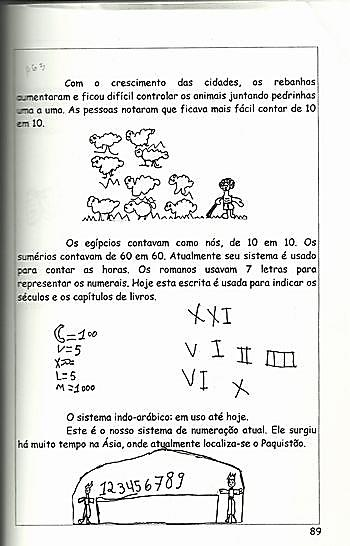 Com o crescimento das cidades, os rebanhos
aumentaram e ficou difícil controlar os animais juntando pedrinhas
uma a uma. As pessoas notaram que ficava mais fácil contar de 10
em 10.
Os egípcios contavam como nós, de 10 em 10. Os
sumérios contavam de 60 em 60. Atualmente seu sistema é usado
para contar as horas. Os romanos usavam 7 letras para
representar os numerais. Hoje esta escrita é usada para indicar os
séculos e os capítulos de livros.
C=100
V=5
L=5
M=1000
XXI
V I II III
VI X
O sistema indo-arábico: em uso até hoje.
Este é o nosso sistema de numeração atual. Ele surgiu
há muito tempo na Ásia, onde atualmente localiza-se o Paquistão.
123456789
89